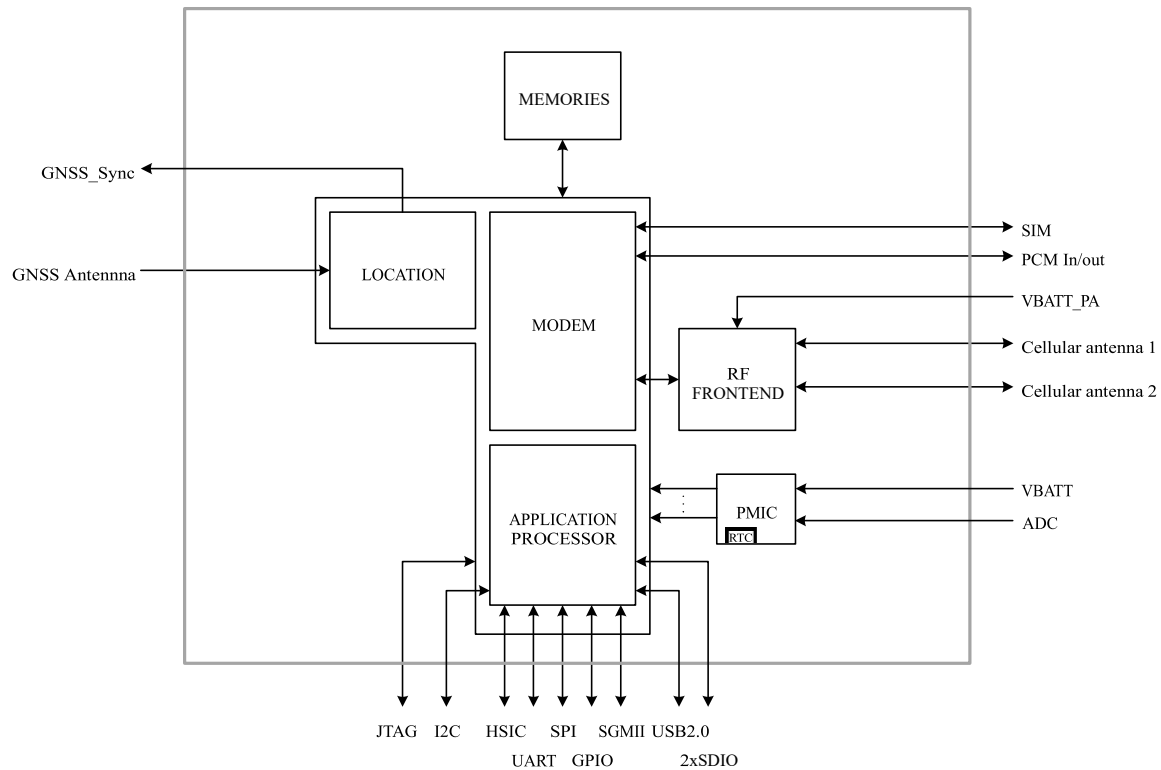 MEMORIES
GNSS_Sync
GNSS Antennna
LOCATION
MODEM
SIM
PCM In/out
VBATT_PA
RF
FRONTEND
Cellular antenna 1
Cellular antenna 2
APPLICATION
PROCESSOR
PMIC
RTC
VBATT
ADC
JTAG
I2C
HSIC
SPI
SGMII
USB2.0
UART
GPIO
2xSDIO